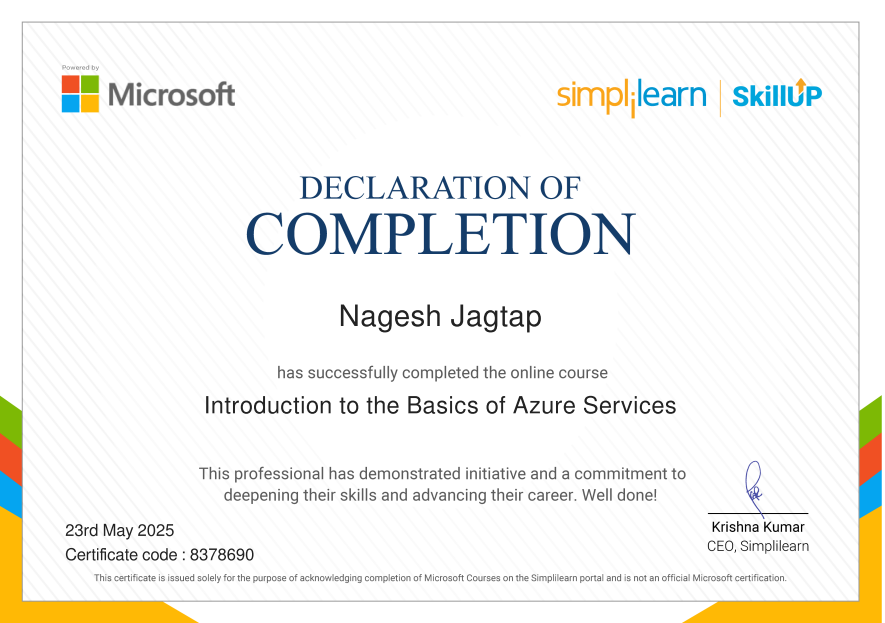 Powered by
Microsoft
simplilearn | SkillUP
DECLARATION OF
COMPLETION
Nagesh Jagtap
has successfully completed the online course
Introduction to the Basics of Azure Services
This professional has demonstrated initiative and a commitment to
deepening their skills and advancing their career. Well done!
23rd May 2025
Certificate code : 8378690
Krishna Kumar
CEO, Simplilearn
This certificate is issued solely for the purpose of acknowledging completion of Microsoft Courses on the Simplilearn portal and is not an official Microsoft certification.